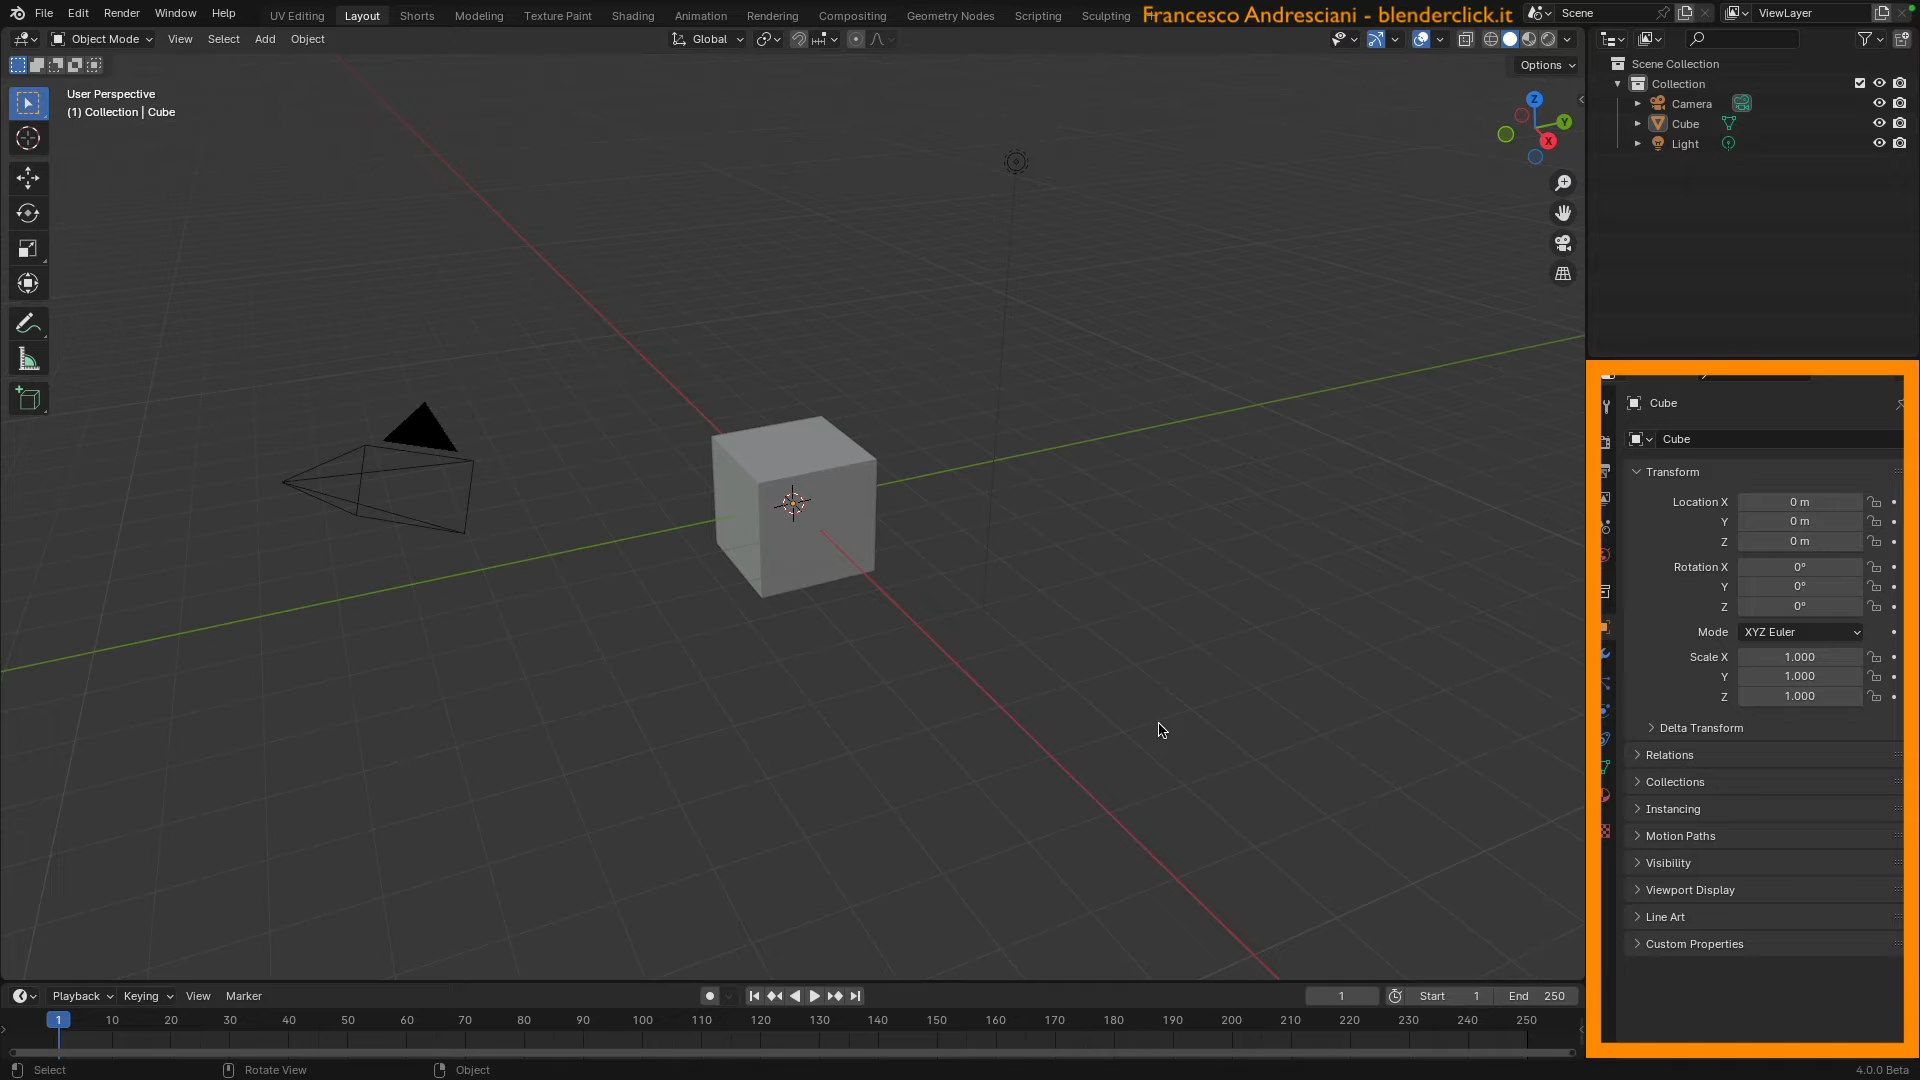 File Edit Render Window Help
UV Editing Layout Shorts Modeling Texture Paint Shading Animation Rendering Compositing Geometry Nodes Scripting Sculpting
Francesco Andresciani - blenderclick.it
Scene
ViewLayer
Object Mode View Select Add Object
Global
Options
User Perspective
(1) Collection | Cube
Z
Y
X
Scene Collection
Collection
Camera
Cube
Light
Cube
Cube
Transform
Location X 0 m
Y 0 m
Z 0 m
Rotation X 0°
Y 0°
Z 0°
Mode XYZ Euler
Scale X 1.000
Y 1.000
Z 1.000
Delta Transform
Relations
Collections
Instancing
Motion Paths
Visibility
Viewport Display
Line Art
Custom Properties
Playback Keying View Marker
1 Start 1 End 250
1 10 20 30 40 50 60 70 80 90 100 110 120 130 140 150 160 170 180 190 200 210 220 230 240 250
Select Rotate View Object
4.0.0 Beta